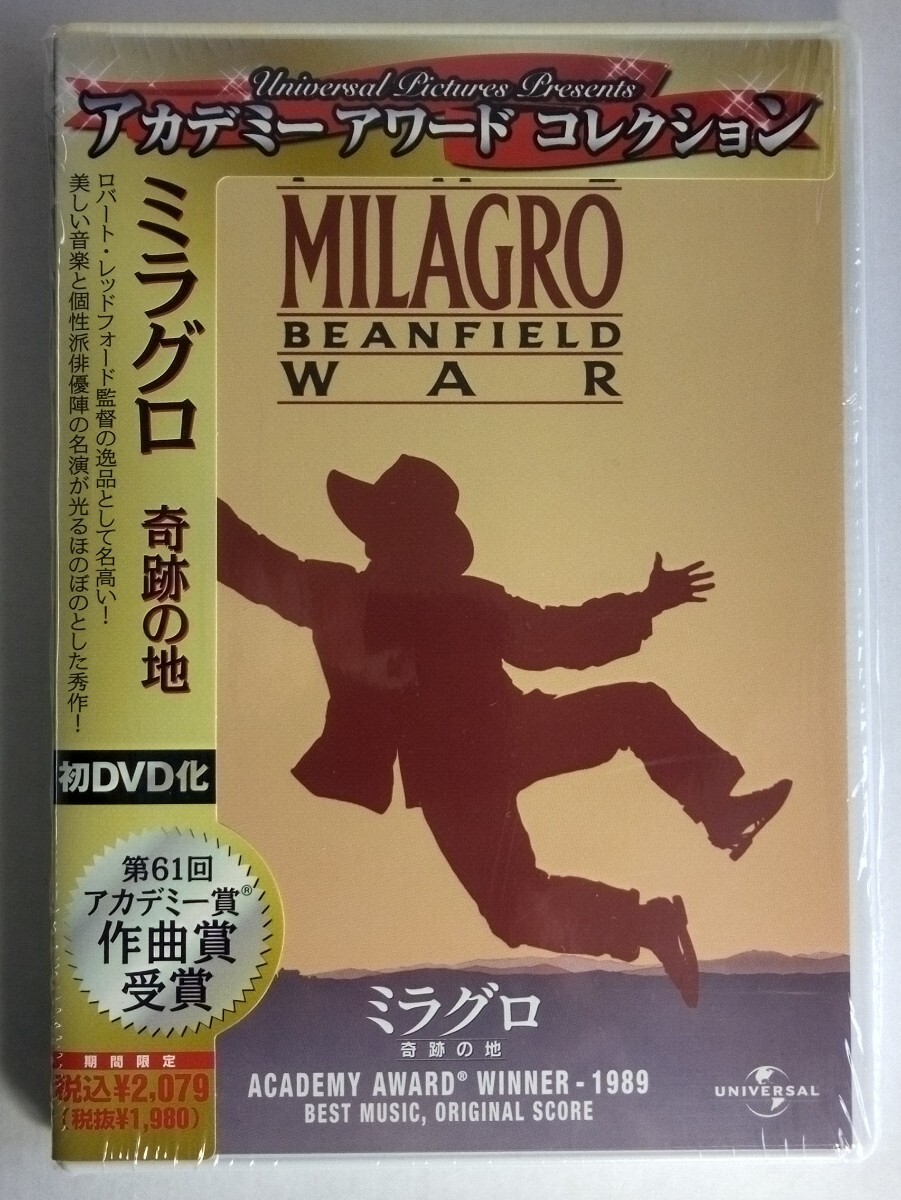 Universal Pictures Presents
アカデミー アワード コレクション
ミラグロ 奇跡の地
ロバート・レッドフォード監督の逸品として名高い!
美しい音楽と個性派俳優陣の名演が光るほのぼのとした秀作!
初DVD化
第61回
アカデミー賞®
作曲賞
受賞
期間限定
税込¥2,079
(税抜¥1,980)
THE
MILAGRO
BEANFIELD
WAR
ミラグロ
奇跡の地
ACADEMY AWARD® WINNER - 1989
BEST MUSIC, ORIGINAL SCORE
UNIVERSAL